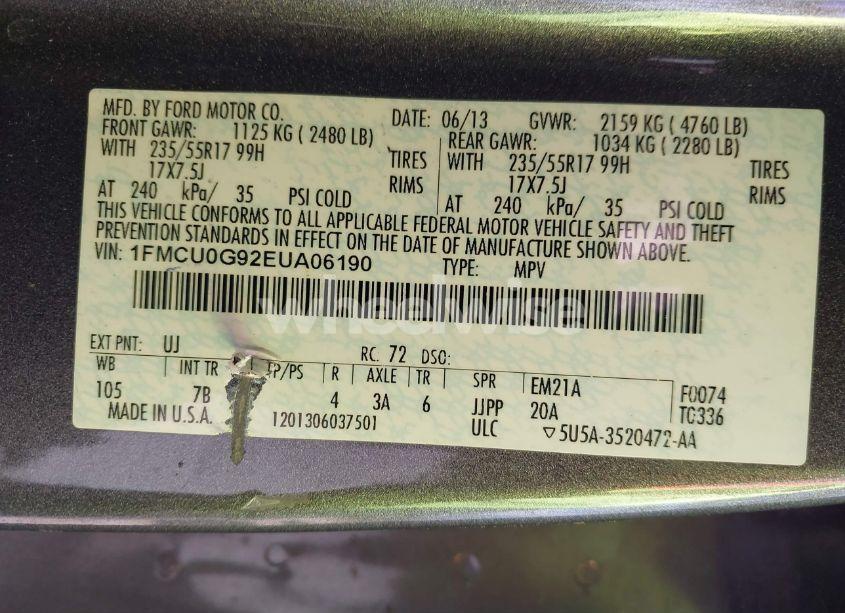 MFD. BY FORD MOTOR CO. DATE: 06/13 GVWR: 2159 KG ( 4760 LB)
FRONT GAWR: 1125 KG ( 2480 LB) REAR GAWR: 1034 KG ( 2280 LB)
WITH 235/55R17 99H TIRES WITH 235/55R17 99H TIRES
17X7.5J RIMS 17X7.5J RIMS
AT 240 kPa/ 35 PSI COLD AT 240 kPa/ 35 PSI COLD
THIS VEHICLE CONFORMS TO ALL APPLICABLE FEDERAL MOTOR VEHICLE SAFETY AND THEFT
PREVENTION STANDARDS IN EFFECT ON THE DATE OF MANUFACTURE SHOWN ABOVE.
VIN: 1FMCU0G92EUA06190 TYPE: MPV
wheelwise
EXT PNT: UJ RC: 72 DSO:
WB INT TR TP/PS R AXLE TR SPR EM21A F0074
105 7B 4 3A 6 JJPP 20A TC336
MADE IN U.S.A. 1201306037501 ULC ▽5U5A-3520472-AA